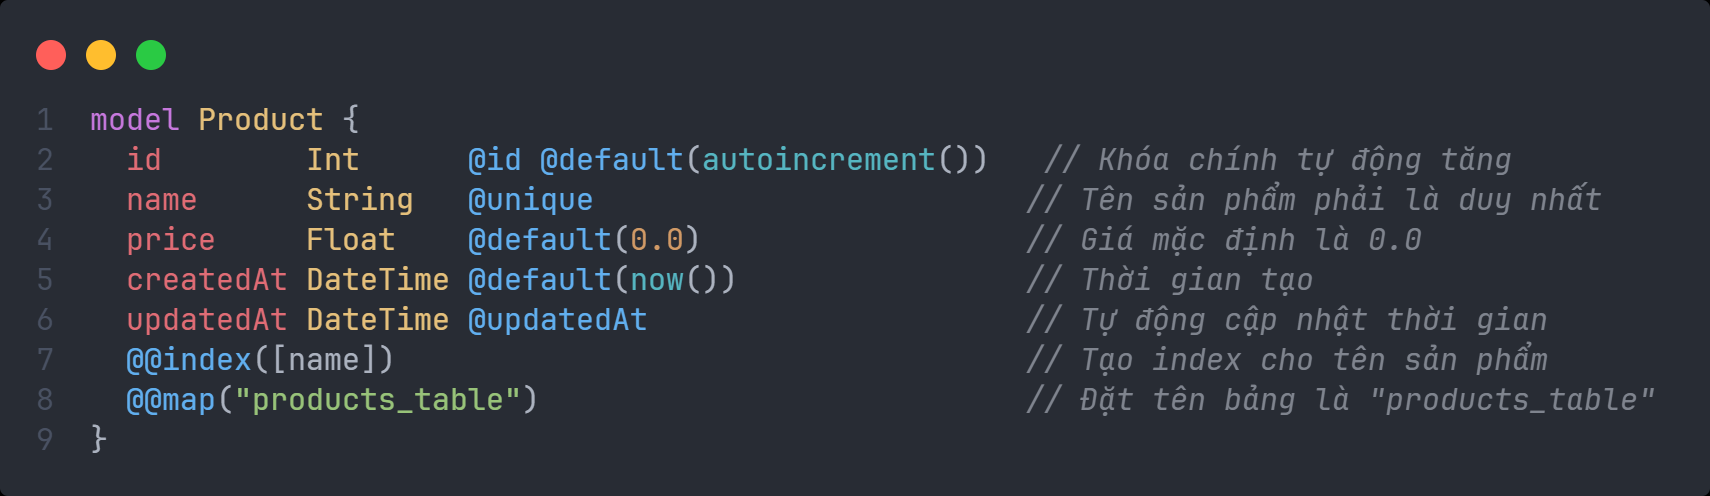 1 model Product {
2   id        Int      @id @default(autoincrement())   // Khóa chính tự động tăng
3   name      String   @unique                        // Tên sản phẩm phải là duy nhất
4   price     Float    @default(0.0)                  // Giá mặc định là 0.0
5   createdAt DateTime @default(now())                // Thời gian tạo
6   updatedAt DateTime @updatedAt                     // Tự động cập nhật thời gian
7   @@index([name])                                   // Tạo index cho tên sản phẩm
8   @@map("products_table")                           // Đặt tên bảng là "products_table"
9 }